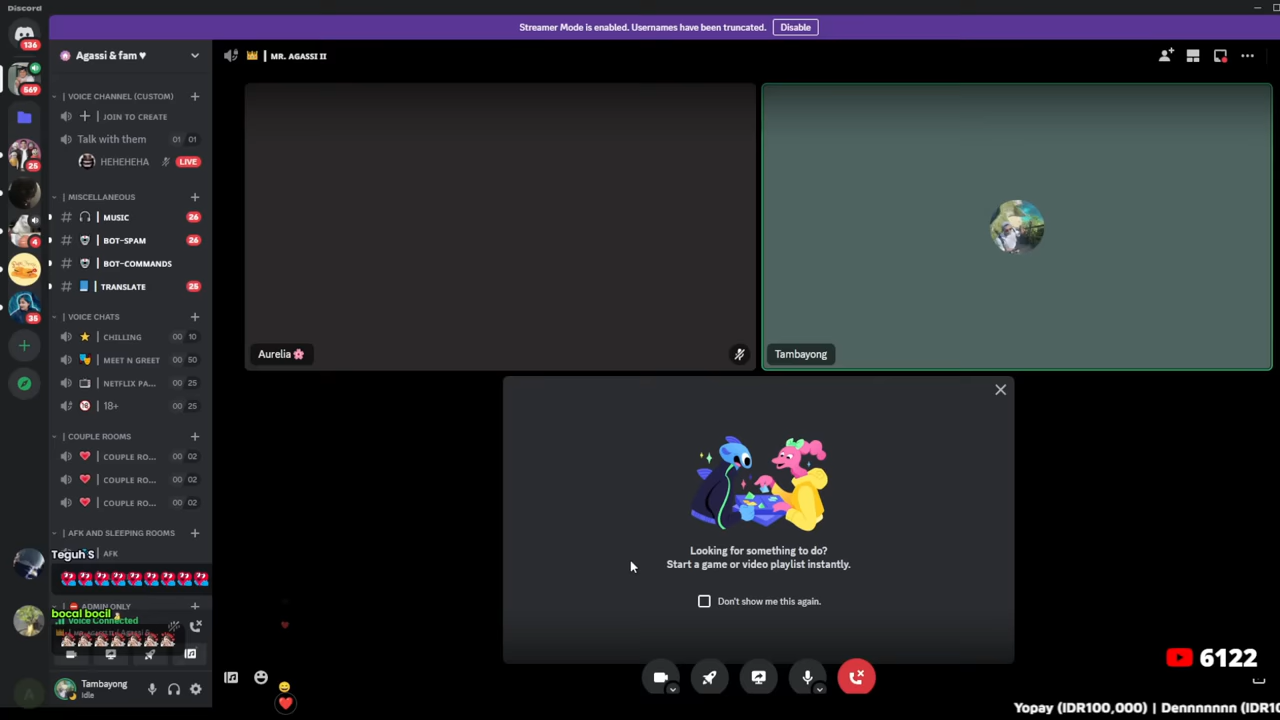 Discord
Streamer Mode is enabled. Usernames have been truncated.
Disable
136
569
25
4
35
Agassi & fam ♥
| MR. AGASSI II
| VOICE CHANNEL (CUSTOM)
| JOIN TO CREATE
Talk with them
01 01
HEHEHEHA
LIVE
| MISCELLANEOUS
| MUSIC
26
| BOT-SPAM
26
| BOT-COMMANDS
| TRANSLATE
25
| VOICE CHATS
| CHILLING
00 10
| MEET N GREET
00 50
| NETFLIX PA...
00 25
| 18+
00 25
| COUPLE ROOMS
| COUPLE RO...
00 02
| COUPLE RO...
00 02
| COUPLE RO...
00 02
| AFK AND SLEEPING ROOMS
| AFK
Teguh S
| ADMIN ONLY
bocal bocil
Voice Connected
Tambayong
Idle
Aurelia 🌸
Tambayong
Looking for something to do?
Start a game or video playlist instantly.
Don't show me this again.
6122
Yopay (IDR100,000) | Dennnnnnn (IDR1